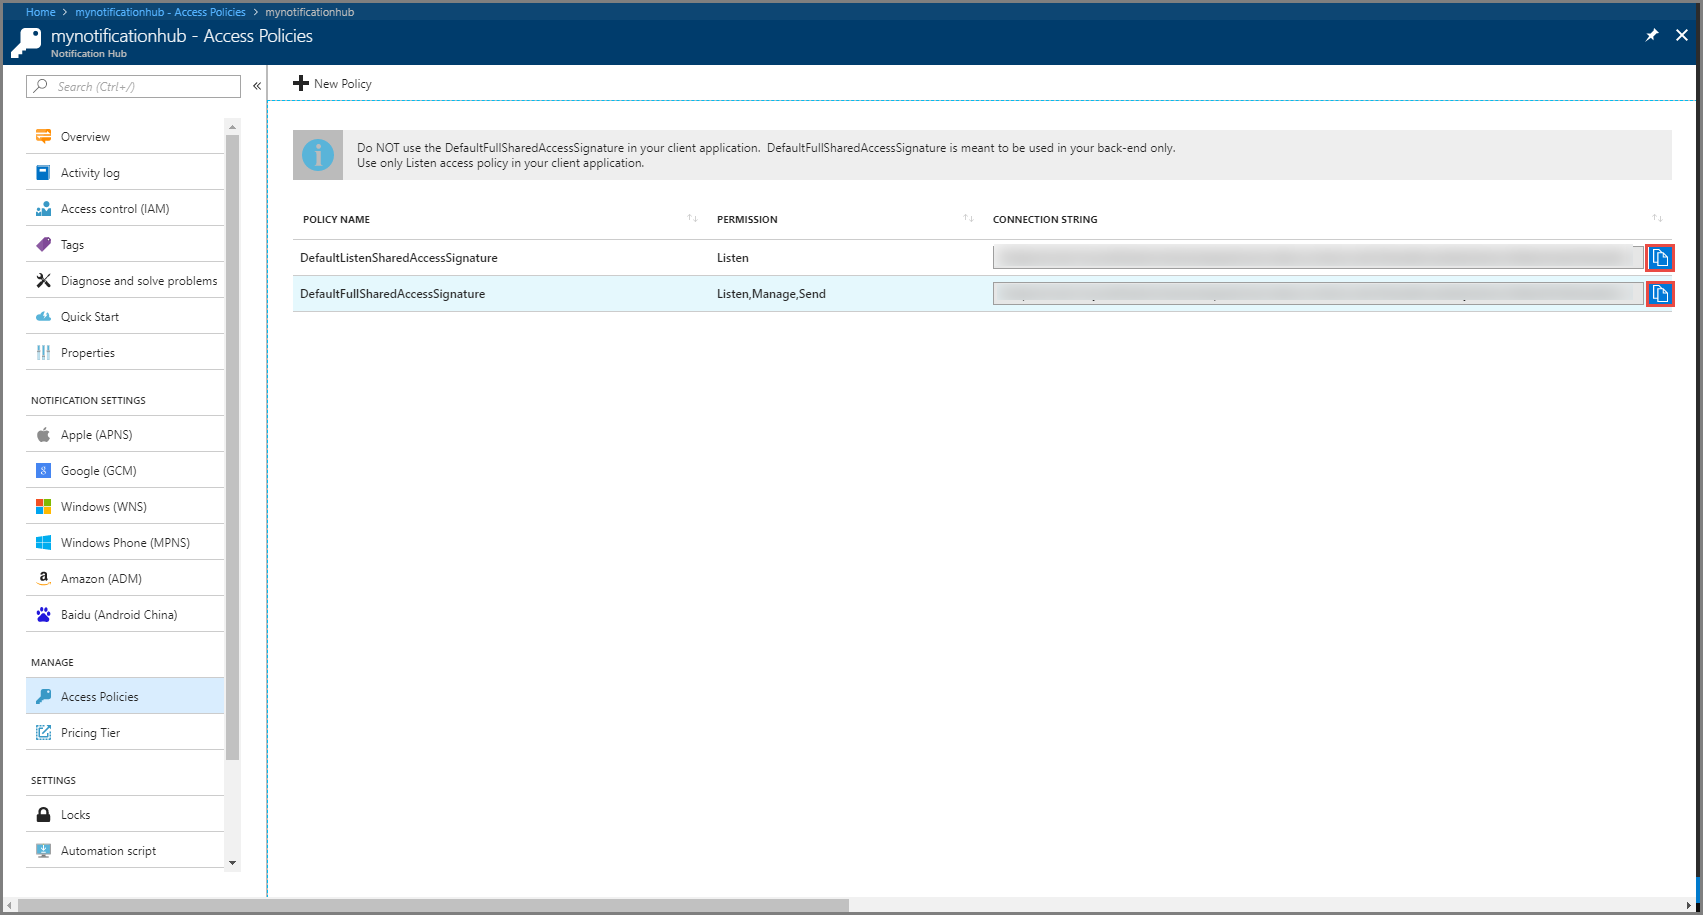 Home > mynotificationhub - Access Policies > mynotificationhub
mynotificationhub - Access Policies
Notification Hub
Search (Ctrl+/)
«
New Policy
Overview
Activity log
Access control (IAM)
Tags
Diagnose and solve problems
Quick Start
Properties
NOTIFICATION SETTINGS
Apple (APNS)
Google (GCM)
Windows (WNS)
Windows Phone (MPNS)
Amazon (ADM)
Baidu (Android China)
MANAGE
Access Policies
Pricing Tier
SETTINGS
Locks
Automation script
Do NOT use the DefaultFullSharedAccessSignature in your client application. DefaultFullSharedAccessSignature is meant to be used in your back-end only.
Use only Listen access policy in your client application.
POLICY NAME PERMISSION CONNECTION STRING
DefaultListenSharedAccessSignature Listen
DefaultFullSharedAccessSignature Listen,Manage,Send